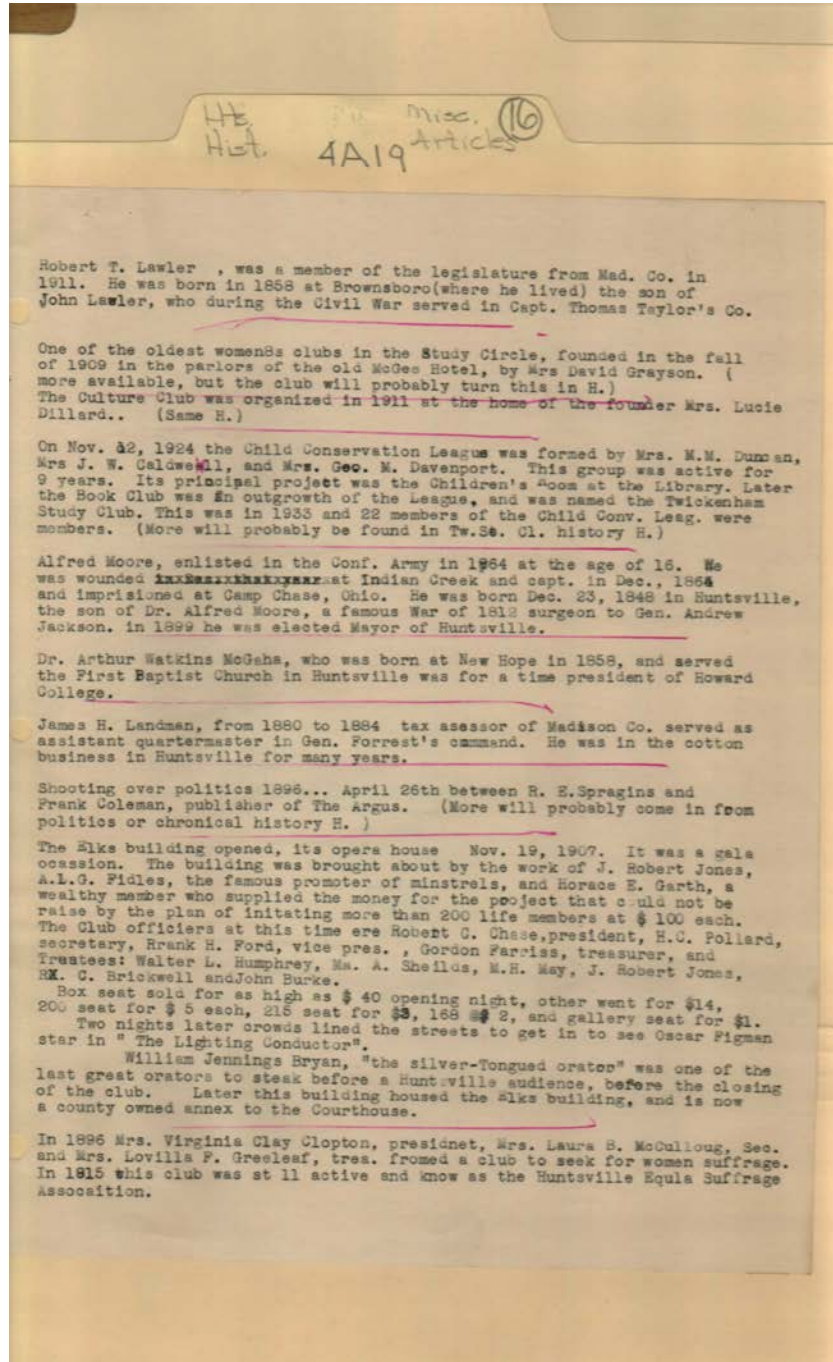 Hts. Misc. (16)
Hist. 4A19 Articles
Robert T. Lawler , was a member of the legislature from Mad. Co. in
1911. He was born in 1858 at Brownsboro(where he lived) the son of
John Lawler, who during the Civil War served in Capt. Thomas Taylor's Co.
One of the oldest women8s clubs in the Study Circle, founded in the fall
of 1909 in the parlors of the old McGee Hotel, by Mrs David Grayson. (
more available, but the club will probably turn this in H.)
The Culture Club was organized in 1911 at the home of the founder Mrs. Lucie
Dillard.. (Same H.)
On Nov. 12, 1924 the Child Conservation League was formed by Mrs. M.M. Duncan,
Mrs J. W. Caldwell, and Mrs. Geo. M. Davenport. This group was active for
9 years. Its principal project was the Children's Room at the Library. Later
the Book Club was an outgrowth of the League, and was named the Twickenham
Study Club. This was in 1933 and 22 members of the Child Conv. Leag. were
members. (More will probably be found in Tw.St. Cl. history H.)
Alfred Moore, enlisted in the Conf. Army in 1864 at the age of 16. He
was wounded at Indian Creek and capt. in Dec., 1864
and imprisioned at Camp Chase, Ohio. He was born Dec. 23, 1848 in Huntsville,
the son of Dr. Alfred Moore, a famous War of 1812 surgeon to Gen. Andrew
Jackson. in 1899 he was elected Mayor of Huntsville.
Dr. Arthur Watkins McGaha, who was born at New Hope in 1858, and served
the First Baptist Church in Huntsville was for a time president of Howard
College.
James H. Landman, from 1880 to 1884 tax asessor of Madison Co. served as
assistant quartermaster in Gen. Forrest's command. He was in the cotton
business in Huntsville for many years.
Shooting over politics 1896... April 26th between R. E.Spragins and
Frank Coleman, publisher of The Argus. (More will probably come in from
politics or chronical history H. )
The Elks building opened, its opera house Nov. 19, 1907. It was a gala
ocassion. The building was brought about by the work of J. Robert Jones,
A.L.G. Fidles, the famous promoter of minstrels, and Horace E. Garth, a
wealthy member who supplied the money for the project that could not be
raise by the plan of initating more than 200 life members at $ 100 each.
The Club officiers at this time ere Robert C. Chase,president, H.C. Pollard,
secretary, Rrank H. Ford, vice pres. , Gordon Farriss, treasurer, and
Trestees: Walter L. Humphrey, Ma. A. Sheilds, M.H. May, J. Robert Jones,
RX. C. Brickwell andJohn Burke.
Box seat sold for as high as $ 40 opening night, other went for $14,
200 seat for $ 5 each, 215 seat for $3, 168 @ $ 2, and gallery seat for $1.
Two nights later crowds lined the streets to get in to see Oscar Figman
star in " The Lighting Conductor".
William Jennings Bryan, "the silver-Tongued orator" was one of the
last great orators to steak before a Huntsville audience, before the closing
of the club. Later this building housed the Elks building, and is now
a county owned annex to the Courthouse.
In 1896 Mrs. Virginia Clay Clopton, presidnet, Mrs. Laura B. McCulloug, Sec.
and Mrs. Lovilla F. Greeleaf, trea. fromed a club to seek for women suffrage.
In 1815 this club was st ll active and know as the Huntsville Equla Suffrage
Assocaition.